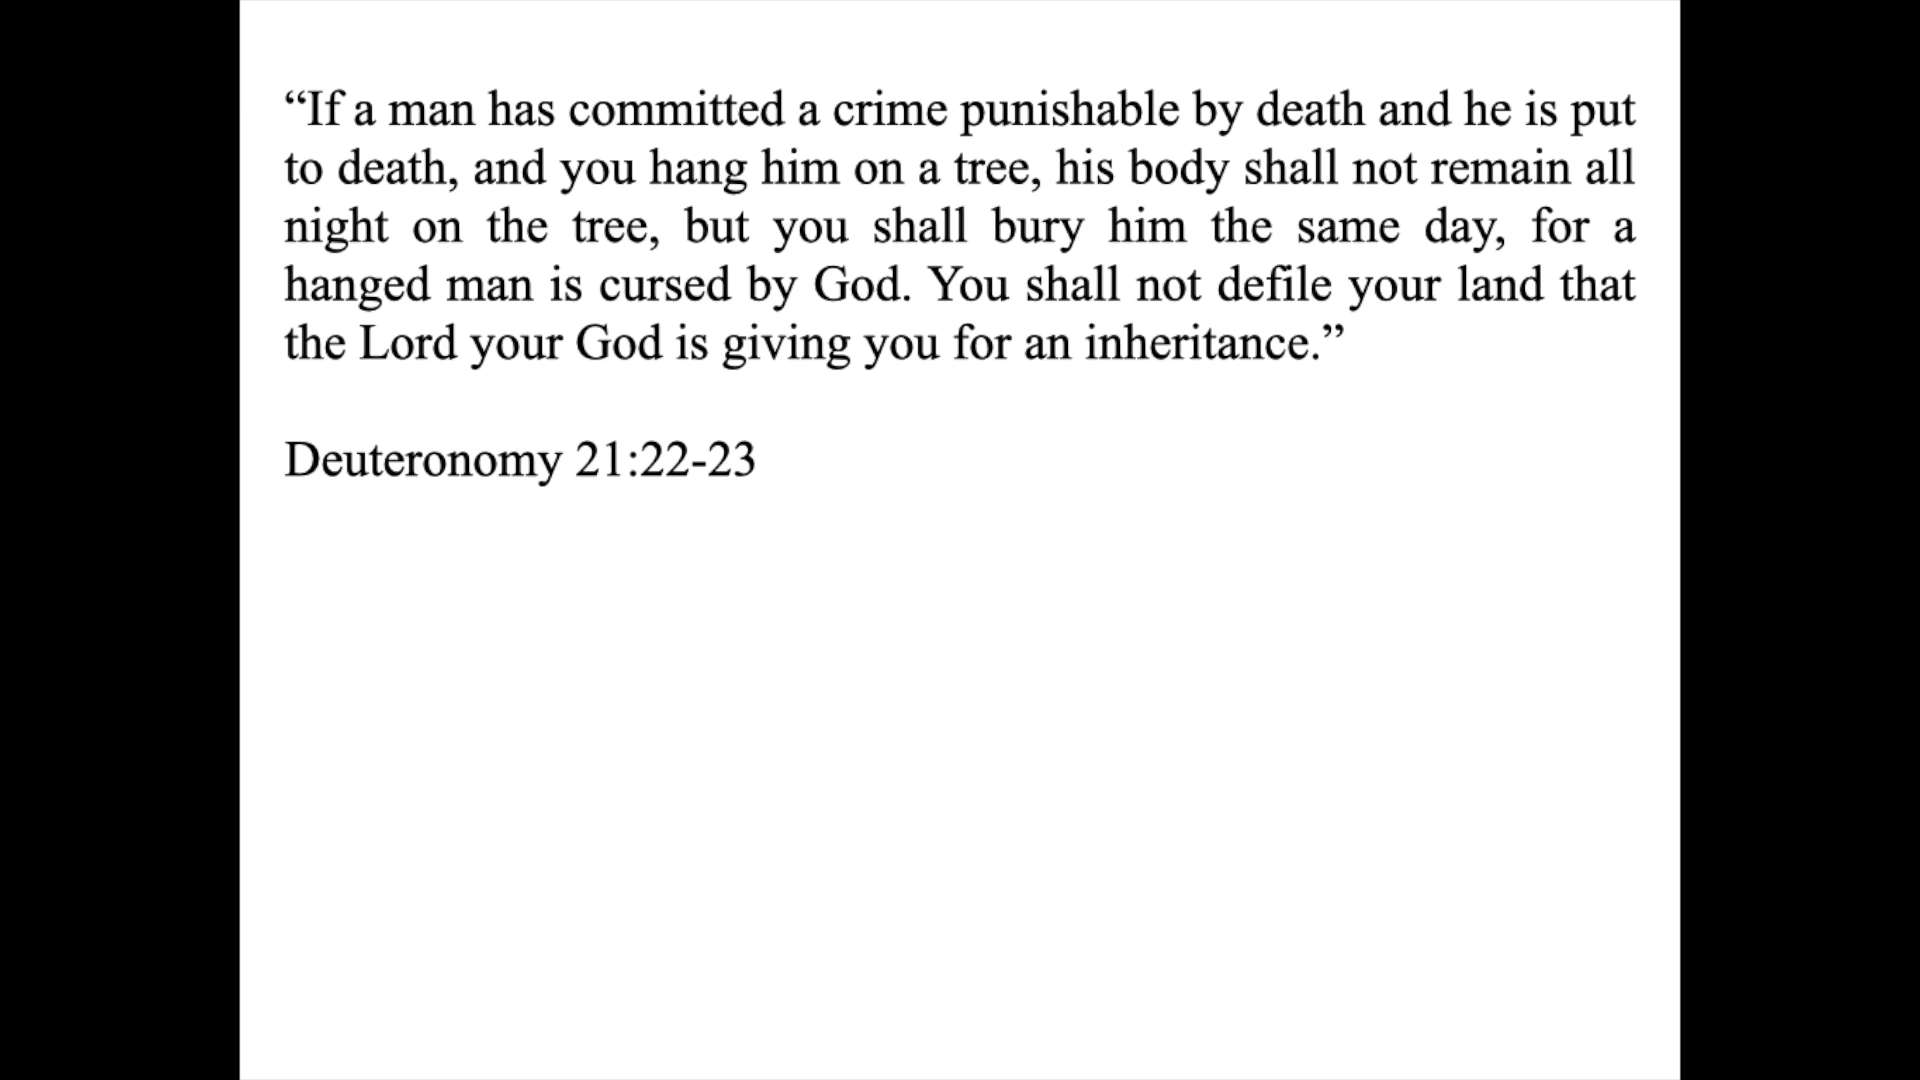 “If a man has committed a crime punishable by death and he is put
to death, and you hang him on a tree, his body shall not remain all
night on the tree, but you shall bury him the same day, for a
hanged man is cursed by God. You shall not defile your land that
the Lord your God is giving you for an inheritance.”
Deuteronomy 21:22-23